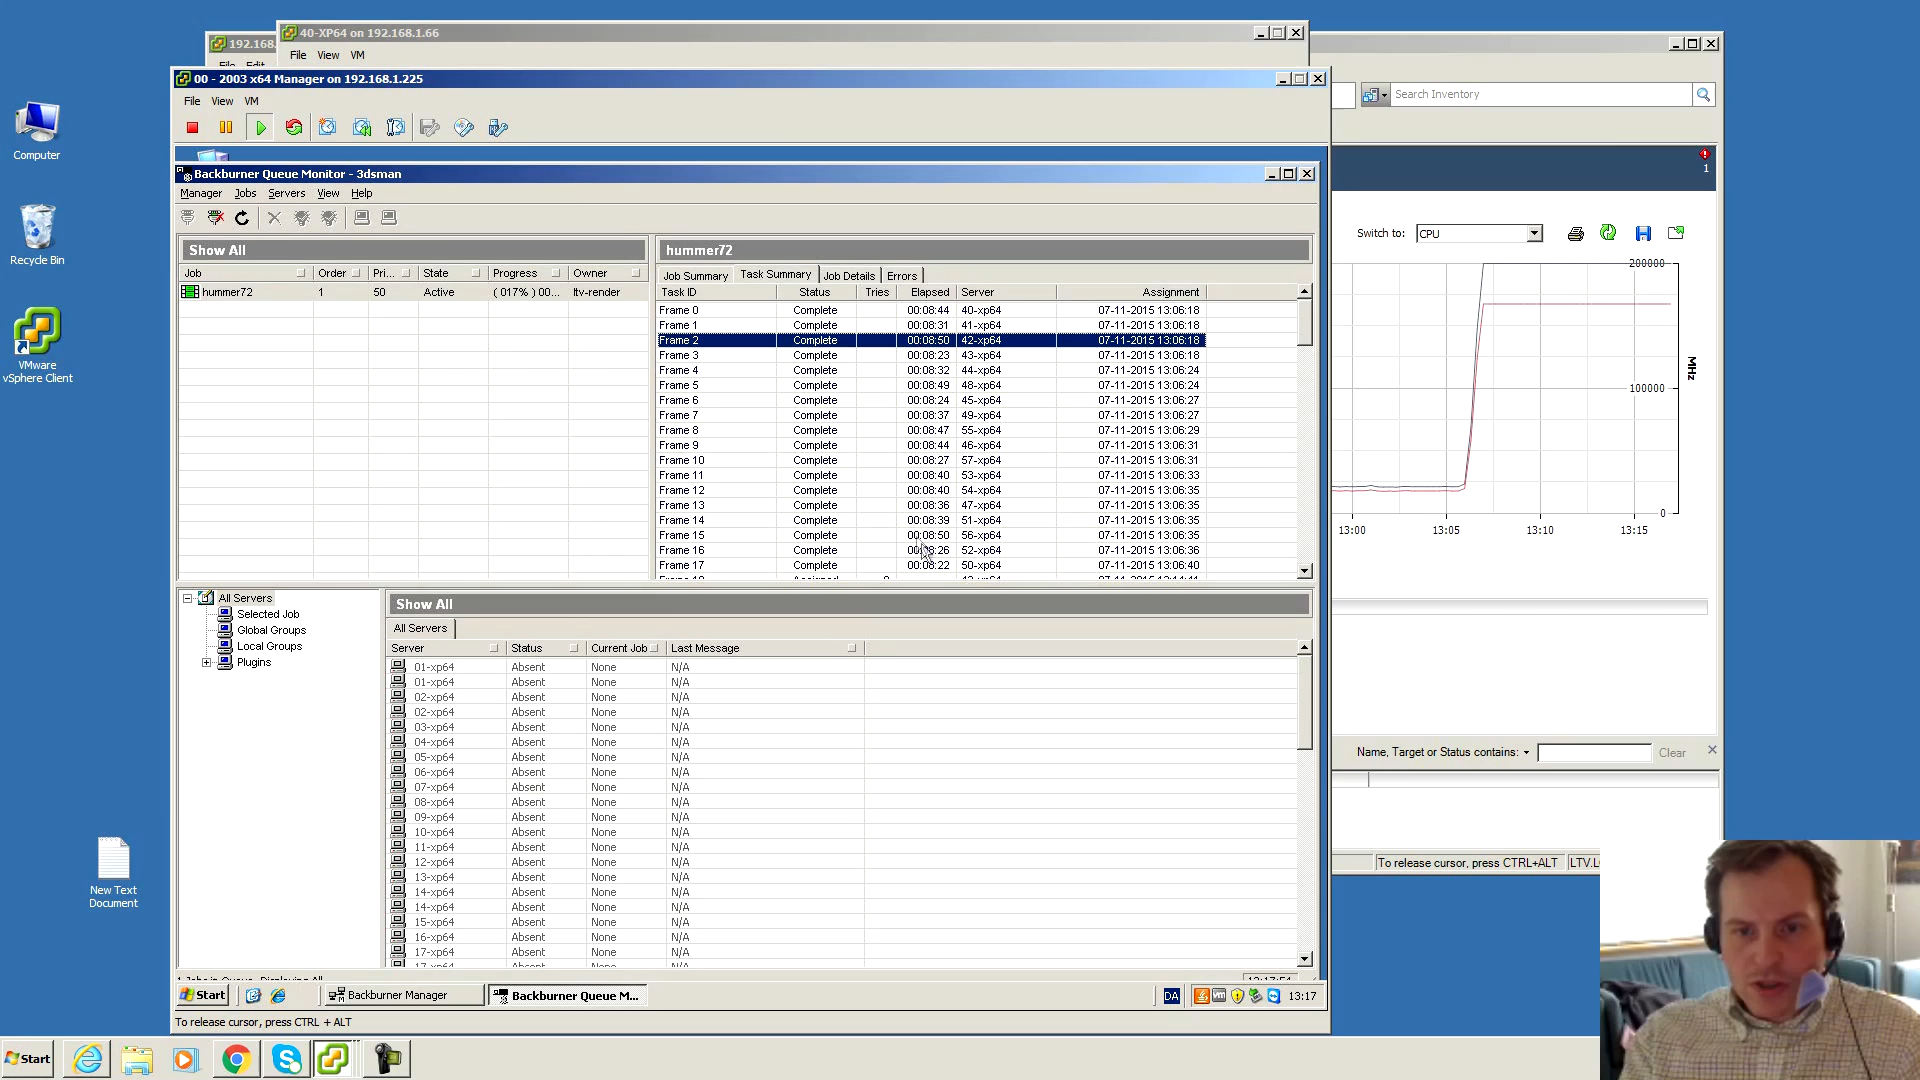 40-XP64 on 192.168.1.66
192.168.
File View VM
File Edit
00 - 2003 x64 Manager on 192.168.1.225
File View VM
Search Inventory
Computer
Recycle Bin
VMware
vSphere Client
New Text
Document
Backburner Queue Monitor - 3dsman
Manager Jobs Servers View Help
1
Switch to: CPU
Show All
hummer72
Job Order Pri... State Progress Owner
hummer72 1 50 Active ( 017% ) 00... ltv-render
Job Summary Task Summary Job Details Errors
Task ID Status Tries Elapsed Server Assignment
Frame 0 Complete 00:08:44 40-xp64 07-11-2015 13:06:18
Frame 1 Complete 00:08:31 41-xp64 07-11-2015 13:06:18
Frame 2 Complete 00:08:50 42-xp64 07-11-2015 13:06:18
Frame 3 Complete 00:08:23 43-xp64 07-11-2015 13:06:18
Frame 4 Complete 00:08:32 44-xp64 07-11-2015 13:06:24
Frame 5 Complete 00:08:49 48-xp64 07-11-2015 13:06:24
Frame 6 Complete 00:08:24 45-xp64 07-11-2015 13:06:27
Frame 7 Complete 00:08:37 49-xp64 07-11-2015 13:06:27
Frame 8 Complete 00:08:47 55-xp64 07-11-2015 13:06:29
Frame 9 Complete 00:08:44 46-xp64 07-11-2015 13:06:31
Frame 10 Complete 00:08:27 57-xp64 07-11-2015 13:06:31
Frame 11 Complete 00:08:40 53-xp64 07-11-2015 13:06:33
Frame 12 Complete 00:08:40 54-xp64 07-11-2015 13:06:35
Frame 13 Complete 00:08:36 47-xp64 07-11-2015 13:06:35
Frame 14 Complete 00:08:39 51-xp64 07-11-2015 13:06:35
Frame 15 Complete 00:08:50 56-xp64 07-11-2015 13:06:35
Frame 16 Complete 00:08:26 52-xp64 07-11-2015 13:06:36
Frame 17 Complete 00:08:22 50-xp64 07-11-2015 13:06:40
200000
100000
0
MHz
13:00 13:05 13:10 13:15
All Servers
Selected Job
Global Groups
Local Groups
Plugins
Show All
All Servers
Server Status Current Job Last Message
01-xp64 Absent None N/A
01-xp64 Absent None N/A
02-xp64 Absent None N/A
02-xp64 Absent None N/A
03-xp64 Absent None N/A
04-xp64 Absent None N/A
05-xp64 Absent None N/A
06-xp64 Absent None N/A
07-xp64 Absent None N/A
08-xp64 Absent None N/A
09-xp64 Absent None N/A
10-xp64 Absent None N/A
11-xp64 Absent None N/A
12-xp64 Absent None N/A
13-xp64 Absent None N/A
14-xp64 Absent None N/A
14-xp64 Absent None N/A
15-xp64 Absent None N/A
16-xp64 Absent None N/A
17-xp64 Absent None N/A
Name, Target or Status contains: Clear
To release cursor, press CTRL+ALT LTV.
Start Backburner Manager Backburner Queue M... DA 13:17
To release cursor, press CTRL + ALT
Start